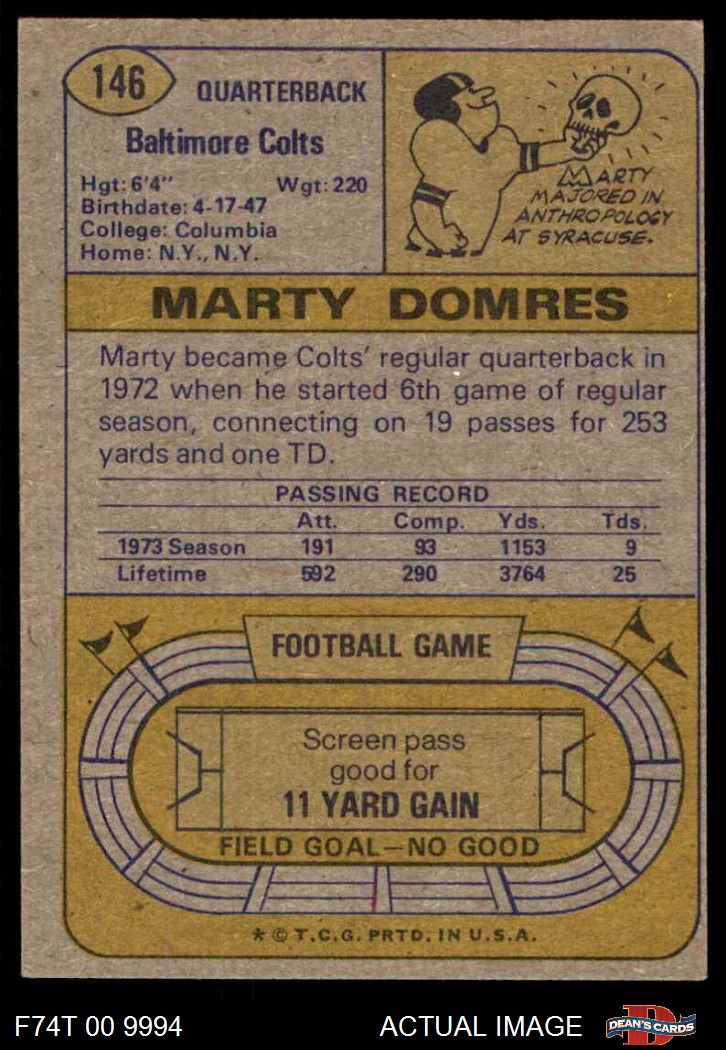 146
QUARTERBACK
Baltimore Colts
Hgt: 6'4" Wgt: 220
Birthdate: 4-17-47
College: Columbia
Home: N.Y., N.Y.
MARTY
MAJORED IN
ANTHROPOLOGY
AT SYRACUSE.
MARTY DOMRES
Marty became Colts' regular quarterback in
1972 when he started 6th game of regular
season, connecting on 19 passes for 253
yards and one TD.
PASSING RECORD
Att. Comp. Yds. Tds.
1973 Season 191 93 1153 9
Lifetime 592 290 3764 25
FOOTBALL GAME
Screen pass
good for
11 YARD GAIN
FIELD GOAL—NO GOOD
* © T.C.G. PRTD. IN U.S.A.
F74T 00 9994 ACTUAL IMAGE D DEAN'S CARDS